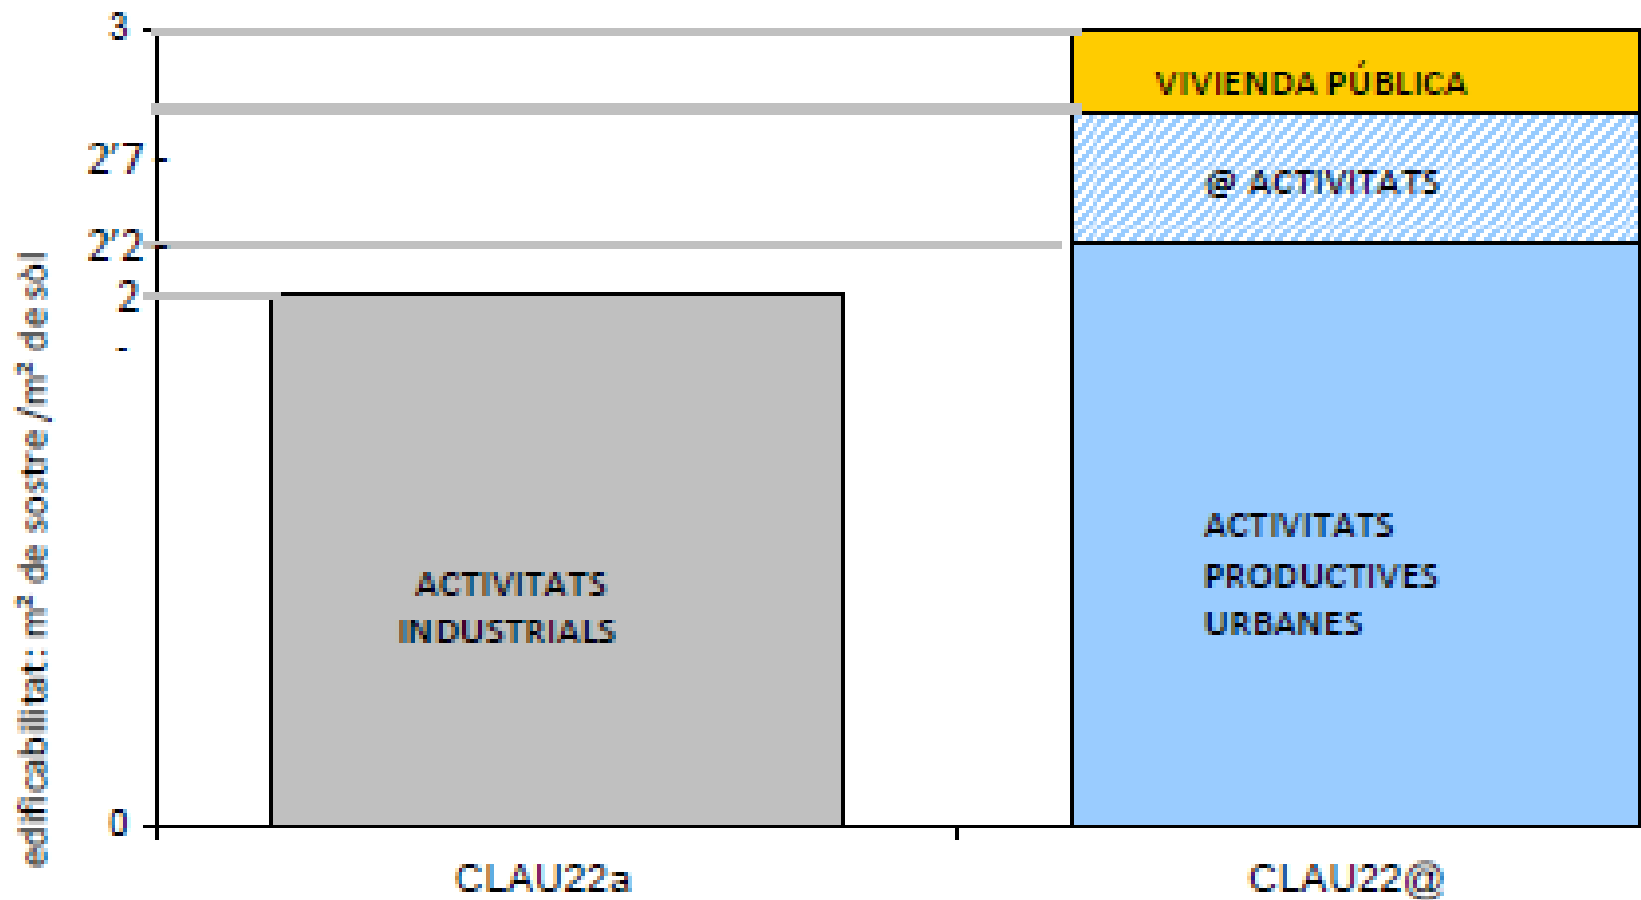 3
2'7
2'2
2
-
0
edificabilitat: m² de sostre /m² de sòl
VIVIENDA PÚBLICA
@ ACTIVITATS
ACTIVITATS
PRODUCTIVES
URBANES
ACTIVITATS
INDUSTRIALS
CLAU22a
CLAU22@